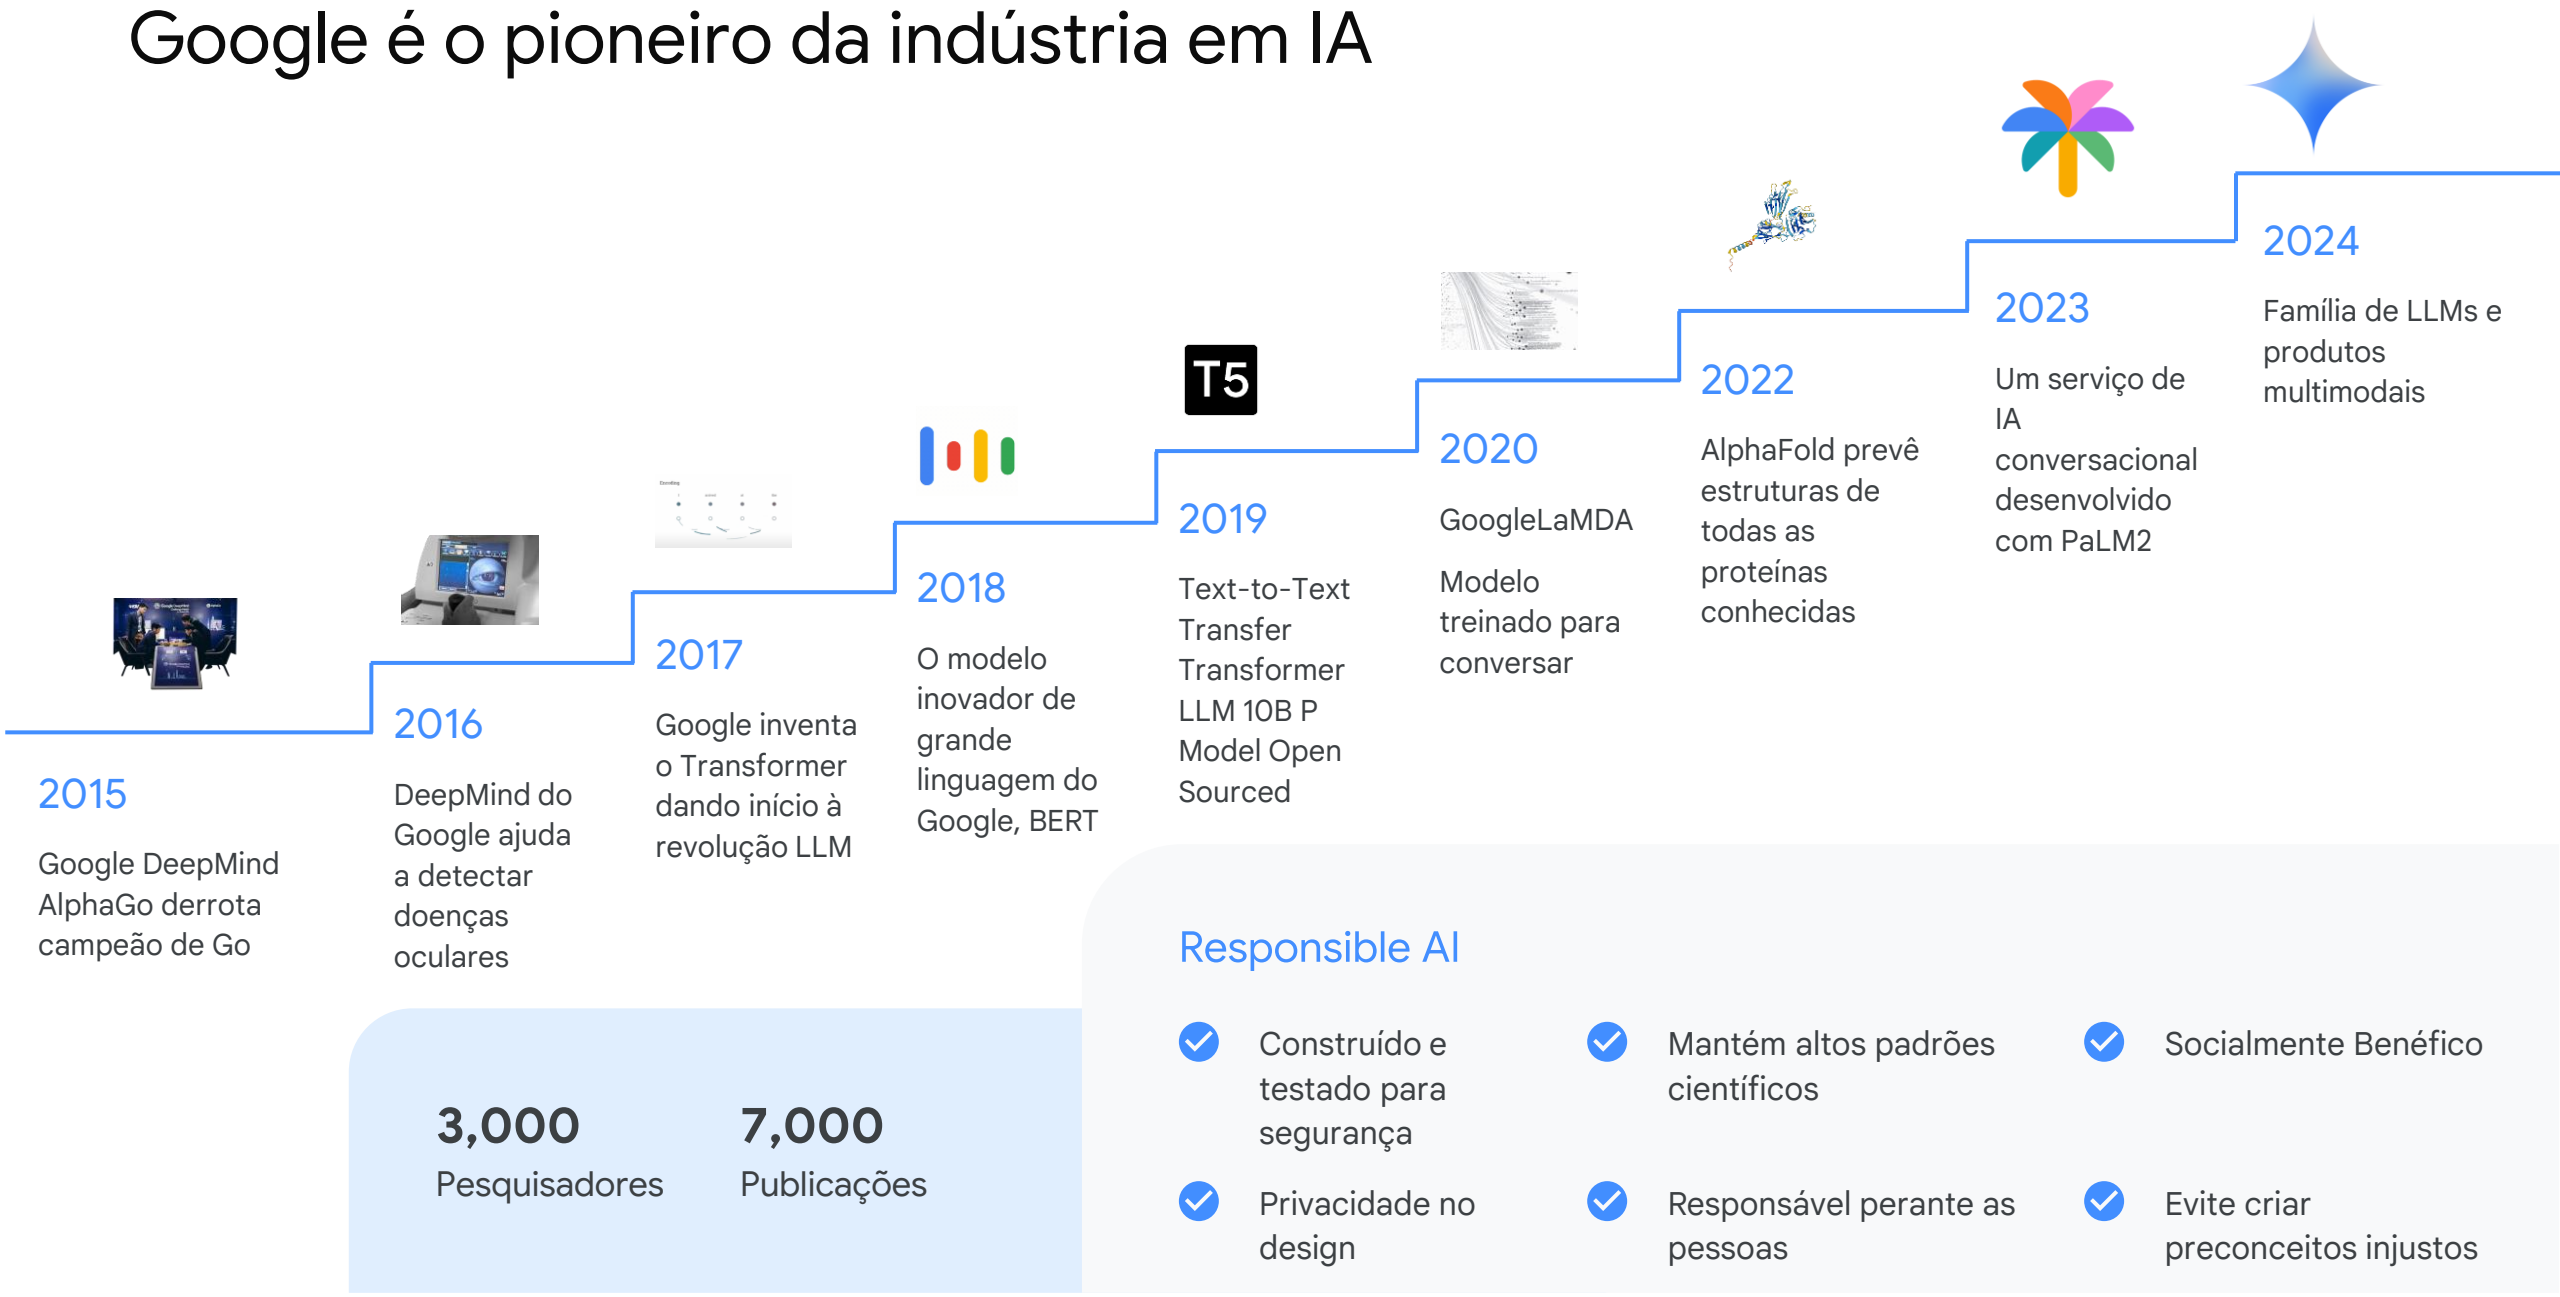 Google é o pioneiro da indústria em IA
2015
Google DeepMind
AlphaGo derrota
campeão de Go
2016
DeepMind do
Google ajuda
a detectar
doenças
oculares
2017
Google inventa
o Transformer
dando início à
revolução LLM
2018
O modelo
inovador de
grande
linguagem do
Google, BERT
T5
2019
Text-to-Text
Transfer
Transformer
LLM 10B P
Model Open
Sourced
2020
GoogleLaMDA
Modelo
treinado para
conversar
2022
AlphaFold prevê
estruturas de
todas as
proteínas
conhecidas
2023
Um serviço de
IA
conversacional
desenvolvido
com PaLM2
2024
Família de LLMs e
produtos
multimodais
3,000
Pesquisadores
7,000
Publicações
Responsible AI
Construído e
testado para
segurança
Mantém altos padrões
científicos
Socialmente Benéfico
Privacidade no
design
Responsável perante as
pessoas
Evite criar
preconceitos injustos